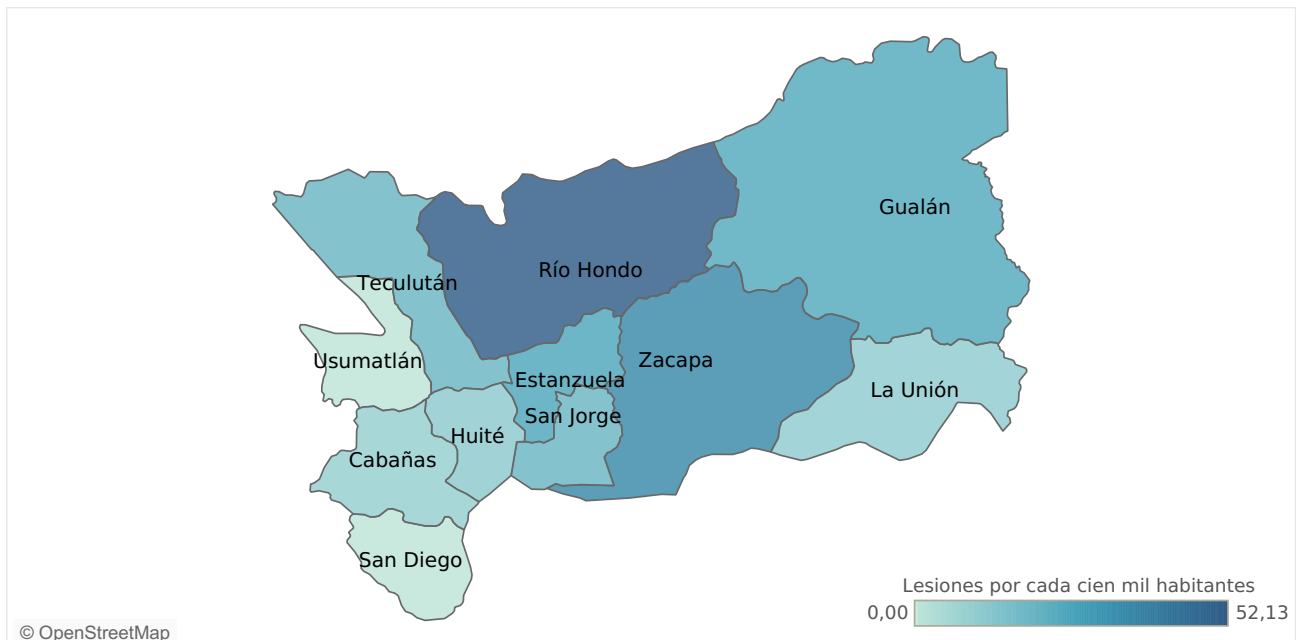 Gualán
Río Hondo
Teculután
Usumatlán
Zacapa
Estanzuela
La Unión
San Jorge
Huité
Cabañas
San Diego
Lesiones por cada cien mil habitantes
0,00 52,13
© OpenStreetMap